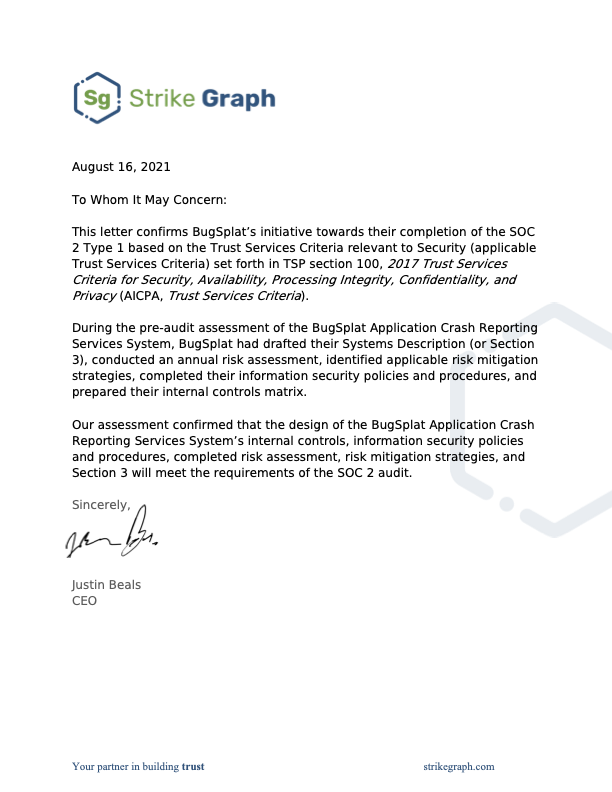 Sg Strike Graph
August 16, 2021
To Whom It May Concern:
This letter confirms BugSplat's initiative towards their completion of the SOC
2 Type 1 based on the Trust Services Criteria relevant to Security (applicable
Trust Services Criteria) set forth in TSP section 100, 2017 Trust Services
Criteria for Security, Availability, Processing Integrity, Confidentiality, and
Privacy (AICPA, Trust Services Criteria).
During the pre-audit assessment of the BugSplat Application Crash Reporting
Services System, BugSplat had drafted their Systems Description (or Section
3), conducted an annual risk assessment, identified applicable risk mitigation
strategies, completed their information security policies and procedures, and
prepared their internal controls matrix.
Our assessment confirmed that the design of the BugSplat Application Crash
Reporting Services System's internal controls, information security policies
and procedures, completed risk assessment, risk mitigation strategies, and
Section 3 will meet the requirements of the SOC 2 audit.
Sincerely,
Justin Beals
CEO
Your partner in building trust
strikegraph.com